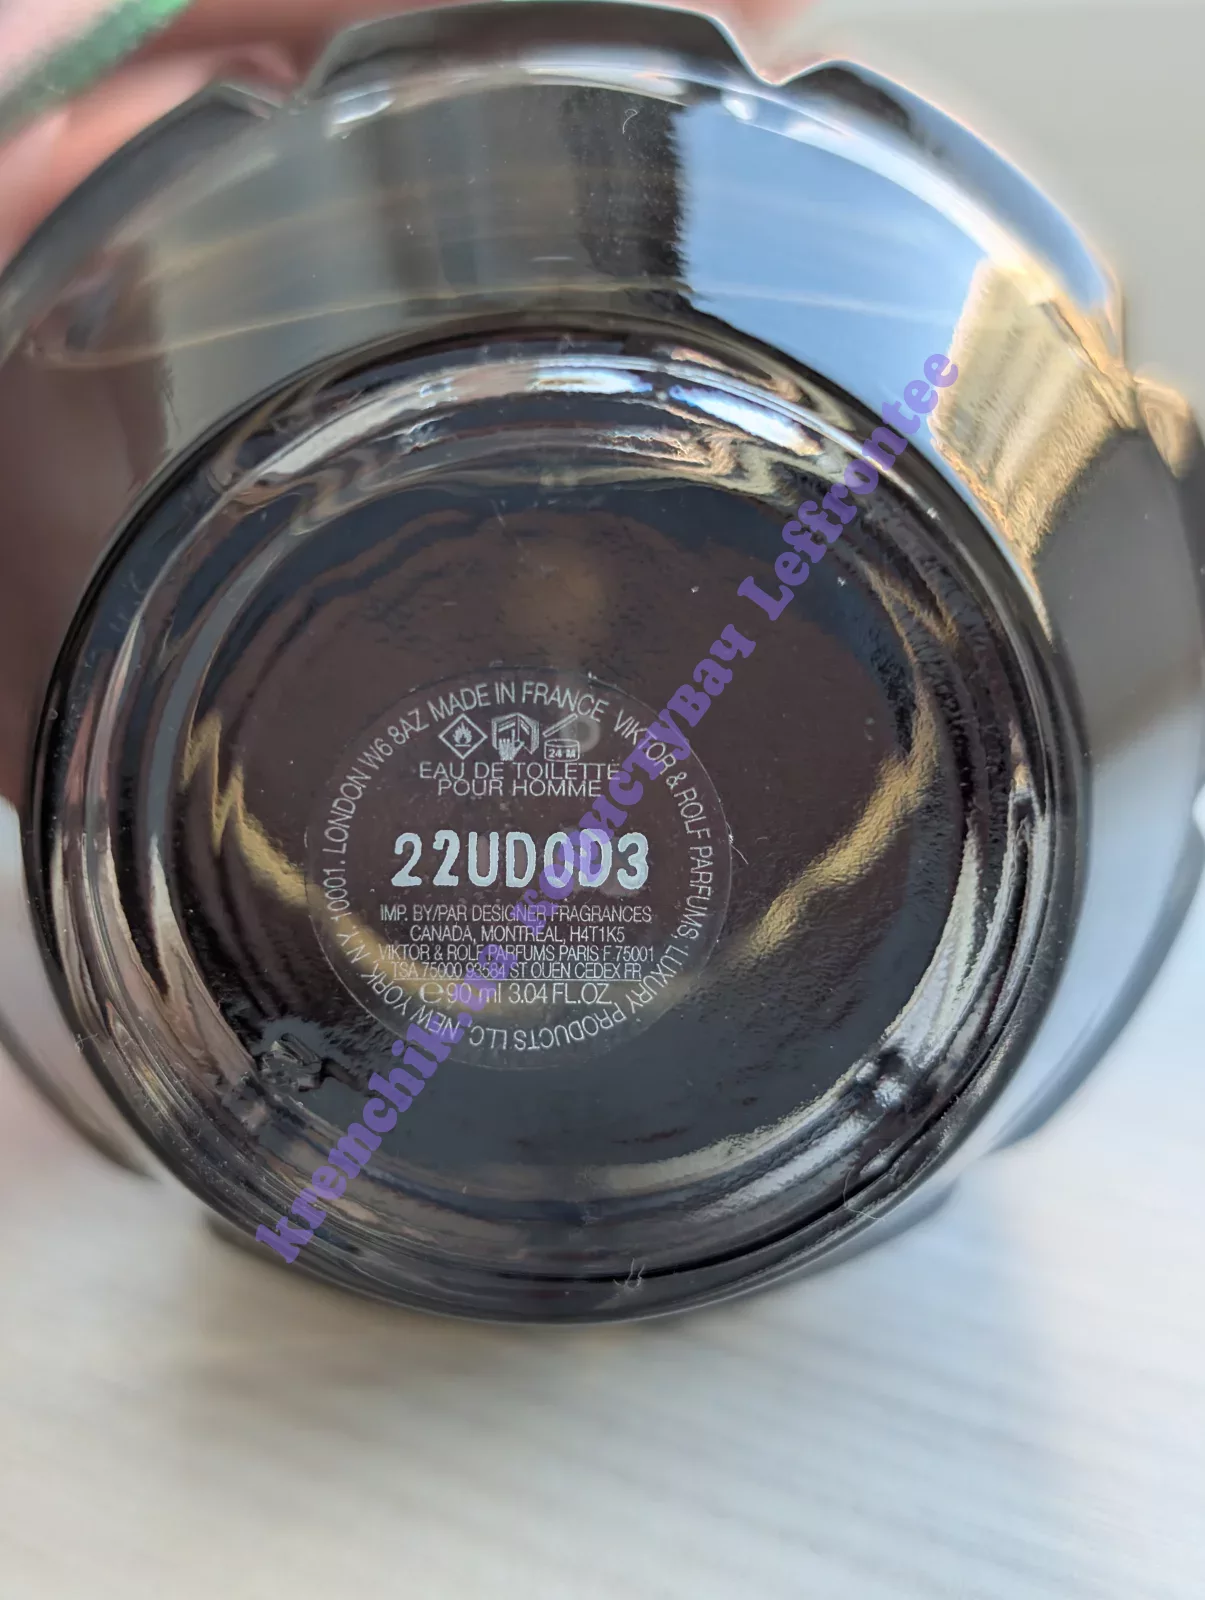 VIKTOR & ROLF PARFUMS, LUXURY PRODUCTS LLC, NEW YORK, N.Y. 10001. LONDON W6 8AZ MADE IN FRANCE
24 M
EAU DE TOILETTE
POUR HOMME
22UD0D3
IMP. BY/PAR DESIGNER FRAGRANCES
CANADA, MONTREAL, H4T1K5
VIKTOR & ROLF PARFUMS PARIS F 75001
TSA 75000 93584 ST OUEN CEDEX FR
e 90 ml 3.04 FL.OZ.
kremchik.ua користувач Leffrontee